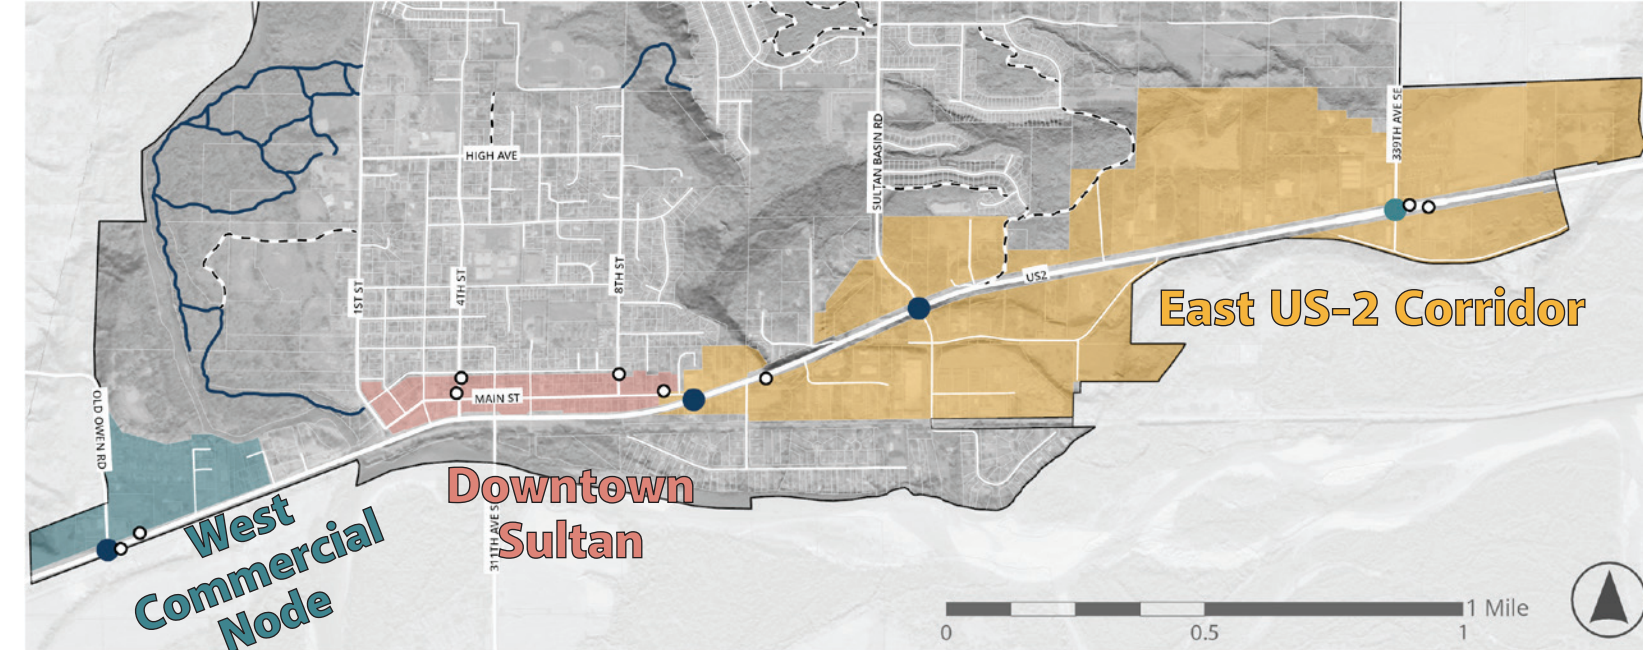 HIGH AVE
SULTAN BASIN RD
339TH AVE SE
1ST ST
4TH ST
8TH ST
US2
East US-2 Corridor
MAIN ST
OLD OWEN RD
Downtown
Sultan
311TH AVE S
West
Commercial
Node
1 Mile
0
0.5
1